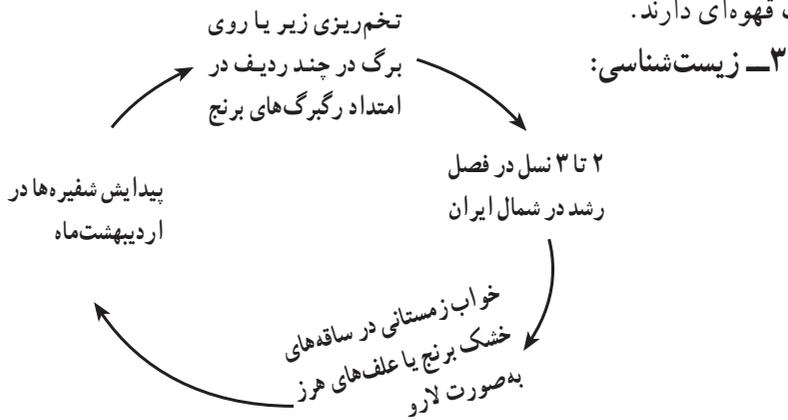 قهوه‌ای دارند.
۳ــ زیست‌شناسی:
تخم‌ریزی زیر یا روی
برگ در چند ردیف در
امتداد رگبرگ‌های برنج
۲ تا ۳ نسل در فصل
رشد در شمال ایران
خواب زمستانی در ساقه‌های
خشک برنج یا علف‌های هرز
به‌صورت لارو
پیدایش شفیره‌ها در
اردیبهشت‌ماه